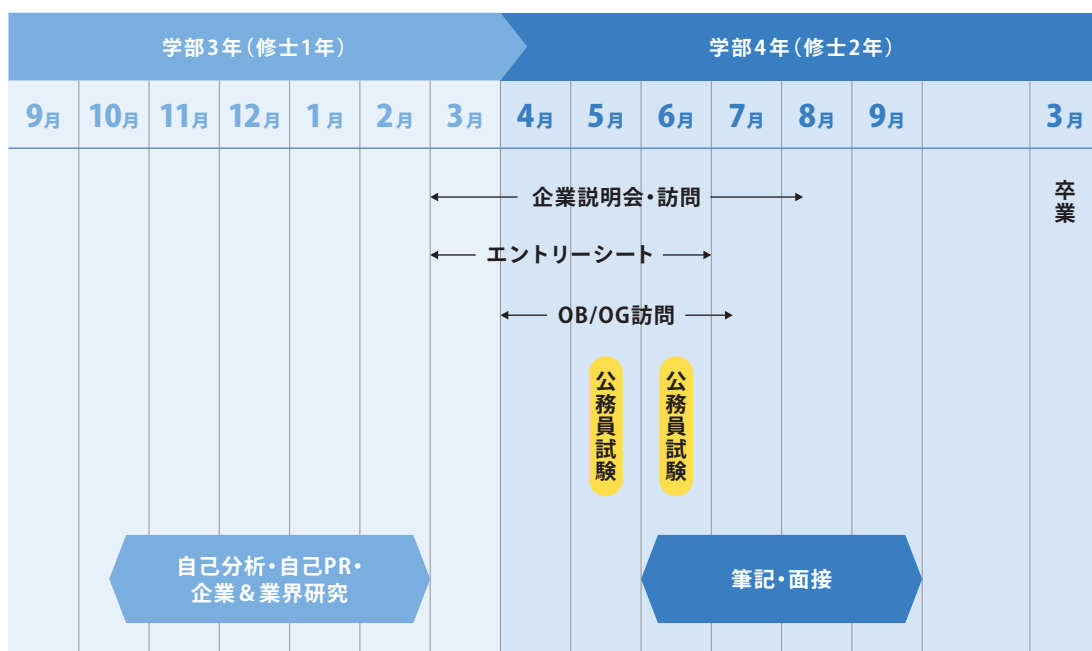 学部3年(修士1年)
学部4年(修士2年)
9月 10月 11月 12月 1月 2月 3月 4月 5月 6月 7月 8月 9月 3月
企業説明会・訪問
卒業
エントリーシート
OB/OG訪問
公務員試験
公務員試験
自己分析・自己PR・
企業&業界研究
筆記・面接